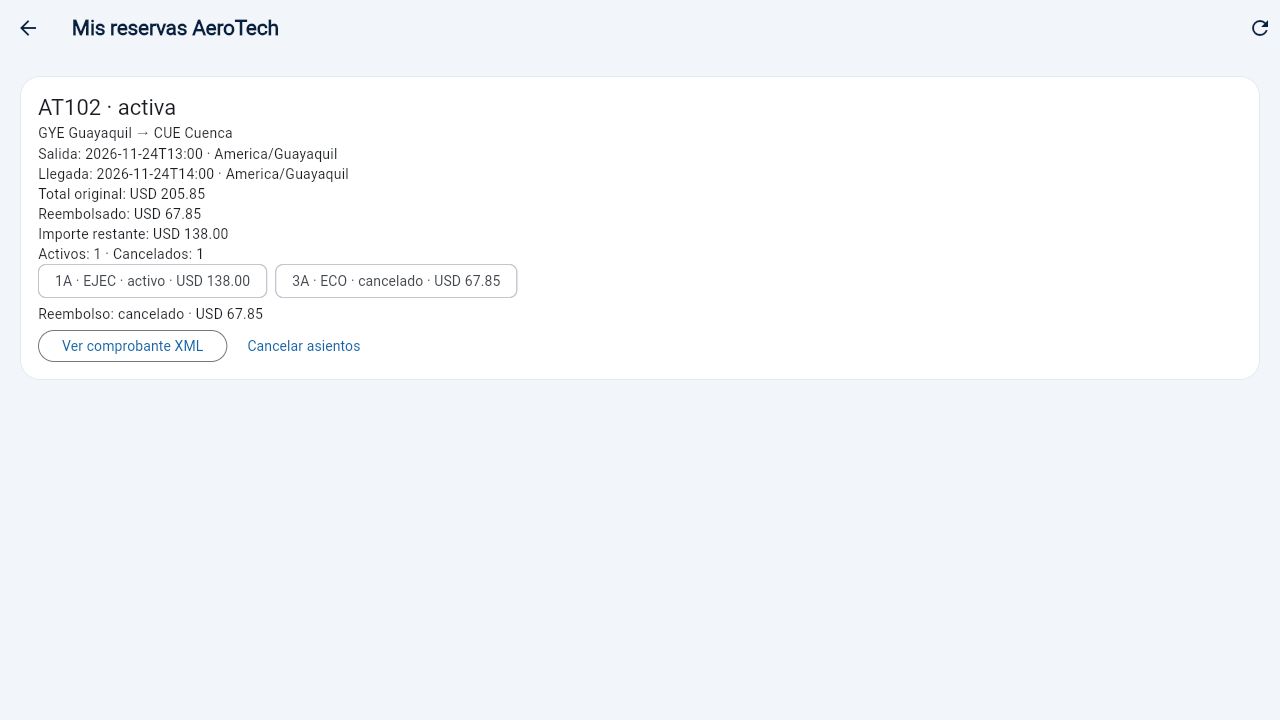 Mis reservas AeroTech
AT102 · activa
GYE Guayaquil → CUE Cuenca
Salida: 2026-11-24T13:00 · America/Guayaquil
Llegada: 2026-11-24T14:00 · America/Guayaquil
Total original: USD 205.85
Reembolsado: USD 67.85
Importe restante: USD 138.00
Activos: 1 · Cancelados: 1
1A · EJEC · activo · USD 138.00
3A · ECO · cancelado · USD 67.85
Reembolso: cancelado · USD 67.85
Ver comprobante XML
Cancelar asientos